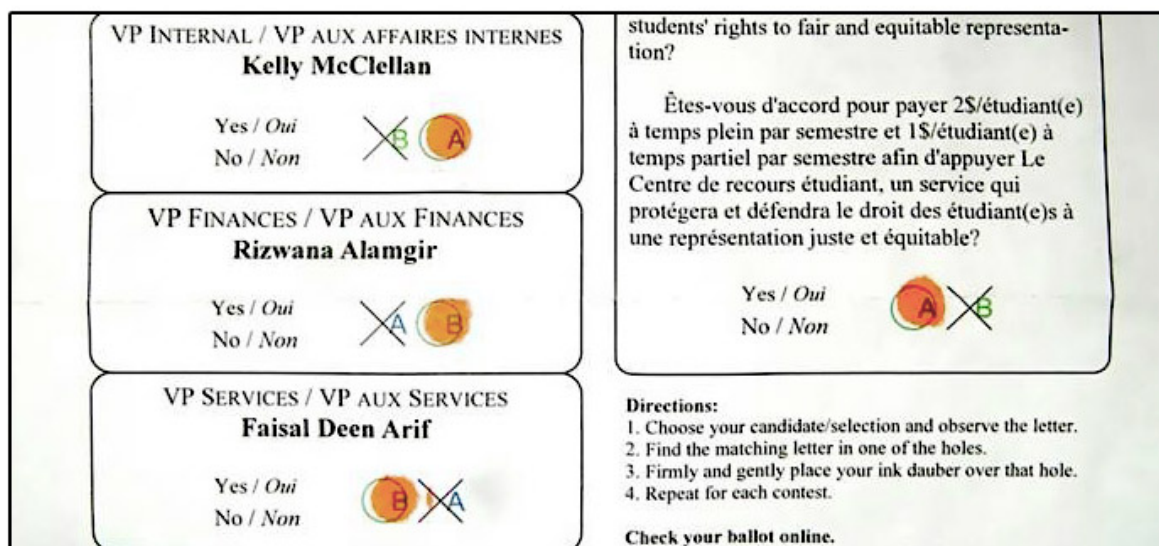 VP INTERNAL / VP AUX AFFAIRES INTERNES
Kelly McClellan
Yes / Oui
No / Non
B A
VP FINANCES / VP AUX FINANCES
Rizwana Alamgir
Yes / Oui
No / Non
A B
VP SERVICES / VP AUX SERVICES
Faisal Deen Arif
Yes / Oui
No / Non
B A
students' rights to fair and equitable representa-
tion?
Êtes-vous d'accord pour payer 2$/étudiant(e)
à temps plein par semestre et 1$/étudiant(e) à
temps partiel par semestre afin d'appuyer Le
Centre de recours étudiant, un service qui
protégera et défendra le droit des étudiant(e)s à
une représentation juste et équitable?
Yes / Oui
No / Non
A B
Directions:
1. Choose your candidate/selection and observe the letter.
2. Find the matching letter in one of the holes.
3. Firmly and gently place your ink dauber over that hole.
4. Repeat for each contest.
Check your ballot online.